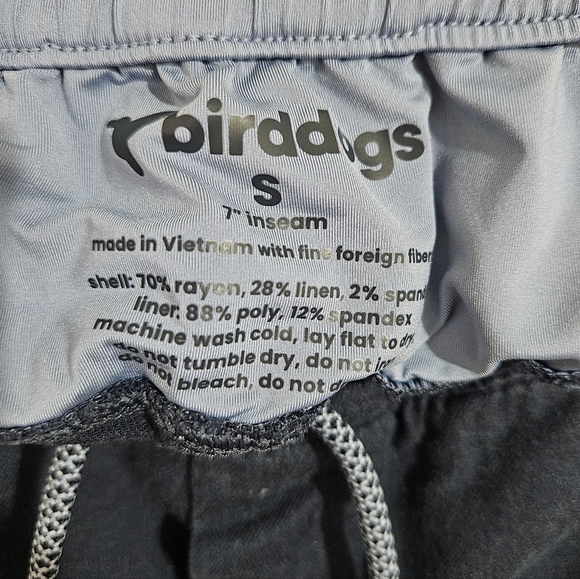 birddogs
S
7" inseam
made in Vietnam with fine foreign fiber
shell: 70% rayon, 28% linen, 2% spand
liner: 88% poly, 12% spandex
machine wash cold, lay flat to dry
do not tumble dry, do not
do not bleach, do not